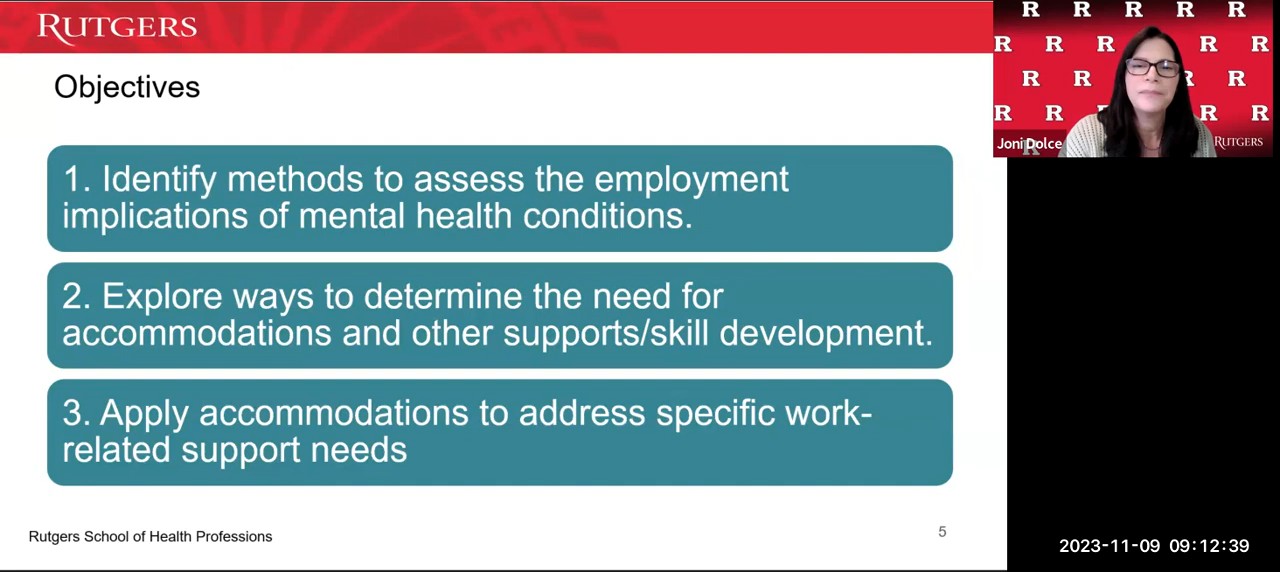 RUTGERS
Objectives
1. Identify methods to assess the employment
implications of mental health conditions.
2. Explore ways to determine the need for
accommodations and other supports/skill development.
3. Apply accommodations to address specific work-
related support needs
Rutgers School of Health Professions
5
R R R R R
R R R R R
R R R R
R R R R
Joni Dolce
R
RUTGERS
2023-11-09 09:12:39